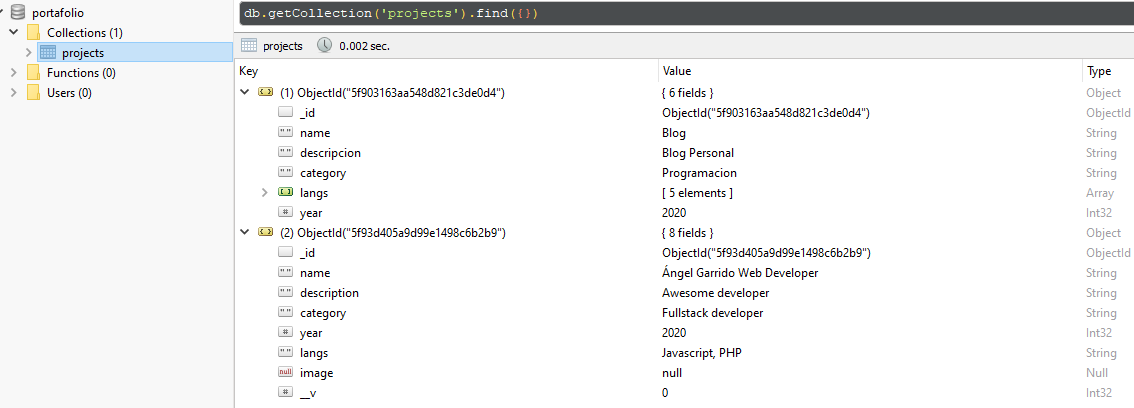 portafolio
Collections (1)
projects
Functions (0)
Users (0)
db.getCollection('projects').find({})
projects 0.002 sec.
Key Value Type
(1) ObjectId("5f903163aa548d821c3de0d4") { 6 fields } Object
_id ObjectId("5f903163aa548d821c3de0d4") ObjectId
" " name Blog String
" " descripcion Blog Personal String
" " category Programacion String
langs [ 5 elements ] Array
# year 2020 Int32
(2) ObjectId("5f93d405a9d99e1498c6b2b9") { 8 fields } Object
_id ObjectId("5f93d405a9d99e1498c6b2b9") ObjectId
" " name Ángel Garrido Web Developer String
" " description Awesome developer String
" " category Fullstack developer String
# year 2020 Int32
" " langs Javascript, PHP String
null image null Null
# __v 0 Int32